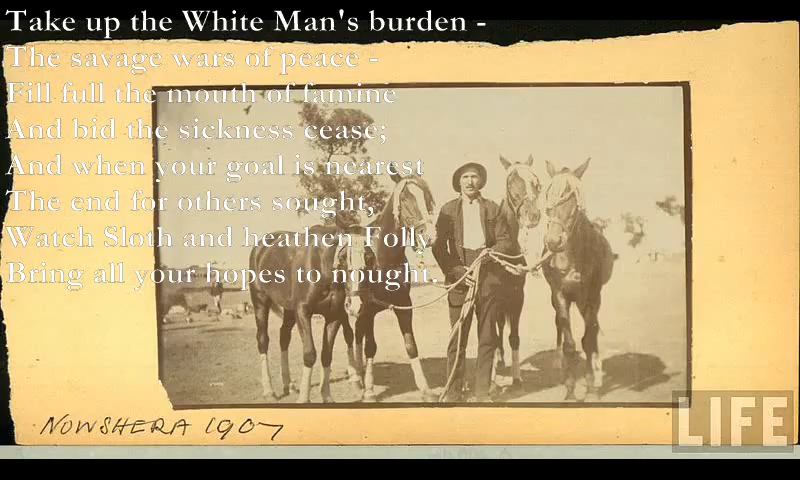 Take up the White Man's burden -
The savage wars of peace -
Fill full the mouth of famine
And bid the sickness cease;
And when your goal is nearest
The end for others sought,
Watch Sloth and heathen Folly
Bring all your hopes to nought.
NOWSHERA 1907
LIFE